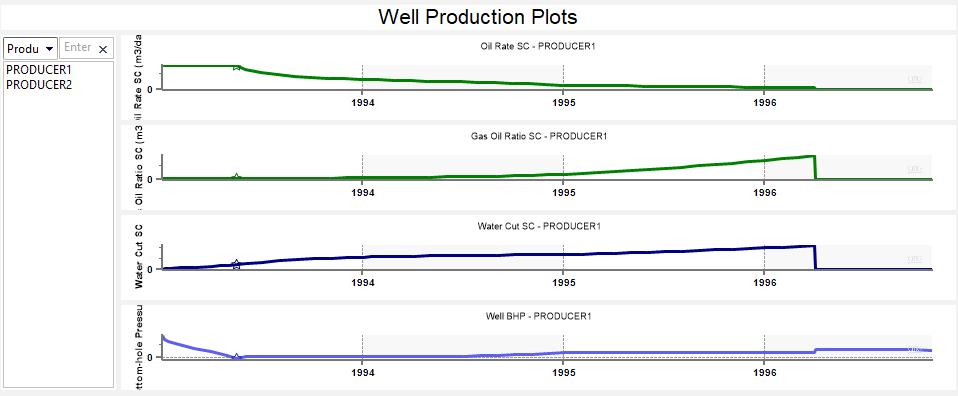 Well Production Plots
Produ
Enter
PRODUCER1
PRODUCER2
Oil Rate SC - PRODUCER1
il Rate SC (m3/da
0
1994 1995 1996
Gas Oil Ratio SC - PRODUCER1
Oil Ratio SC (m3
0
1994 1995 1996
Water Cut SC - PRODUCER1
Water Cut SC
0
1994 1995 1996
Well BHP - PRODUCER1
ttom-hole Pressu
0
1994 1995 1996